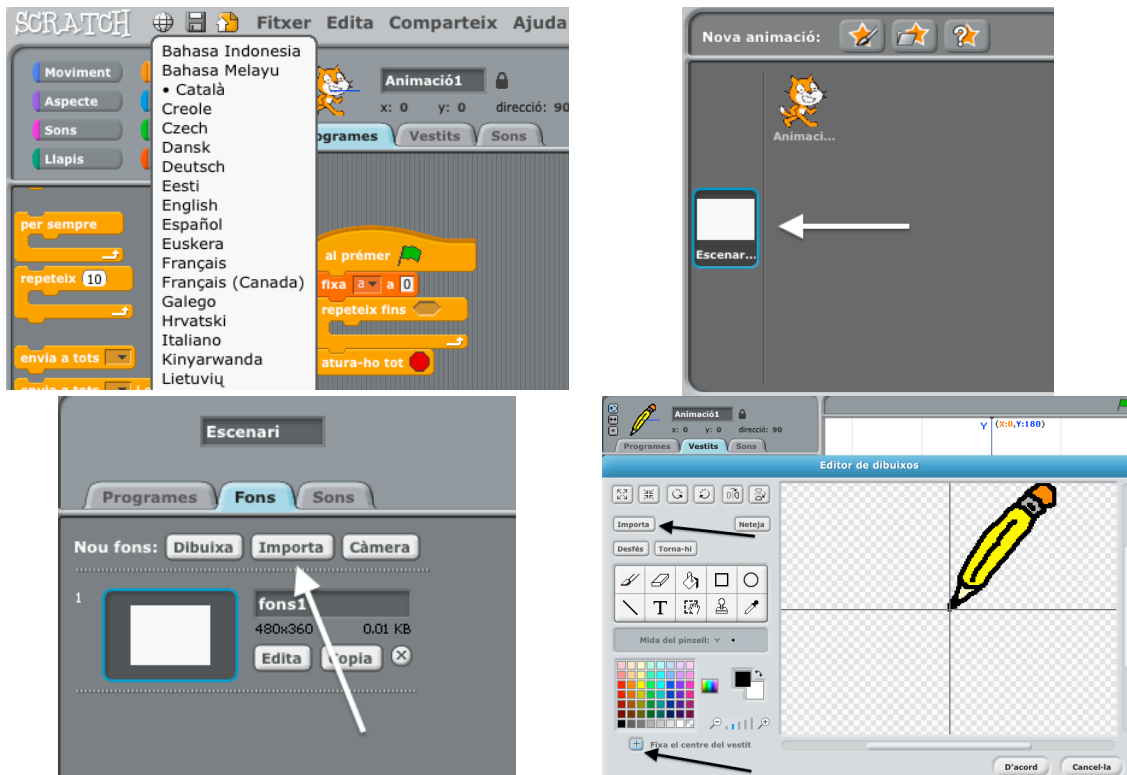 SCRATCH Fitxer Edita Comparteix Ajuda
Bahasa Indonesia
Bahasa Melayu
• Català
Creole
Czech
Dansk
Deutsch
Eesti
English
Español
Euskera
Français
Français (Canada)
Galego
Hrvatski
Italiano
Kinyarwanda
Lietuvių
Moviment
Aspecte
Sons
Llapis
per sempre
repeteix 10
envia a tots
Animació1
x: 0 y: 0 direcció: 90
Vestits Sons
al prémer
fixa a a 0
repeteix fins
atura-ho tot
Nova animació:
Animaci...
Escenar...
Escenari
Programes Fons Sons
Nou fons: Dibuixa Importa Càmera
1
fons1
480x360 0.01 KB
Edita Copia
Animació1
x: 0 y: 0 direcció: 90
Programes Vestits Sons
Y (X:0,Y:180)
Editor de dibuixos
Importa Neteja
Desfés Torna-hi
T
Mida del pinzell:
Fixa el centre del vestit
D'acord Cancel·la